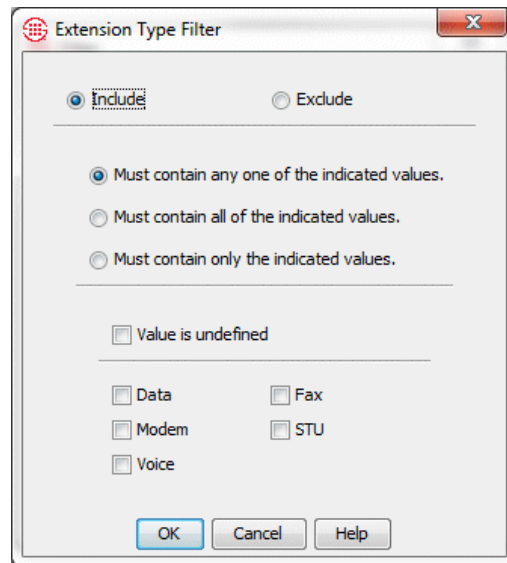 Extension Type Filter
Include Exclude
Must contain any one of the indicated values.
Must contain all of the indicated values.
Must contain only the indicated values.
Value is undefined
Data Fax
Modem STU
Voice
OK Cancel Help